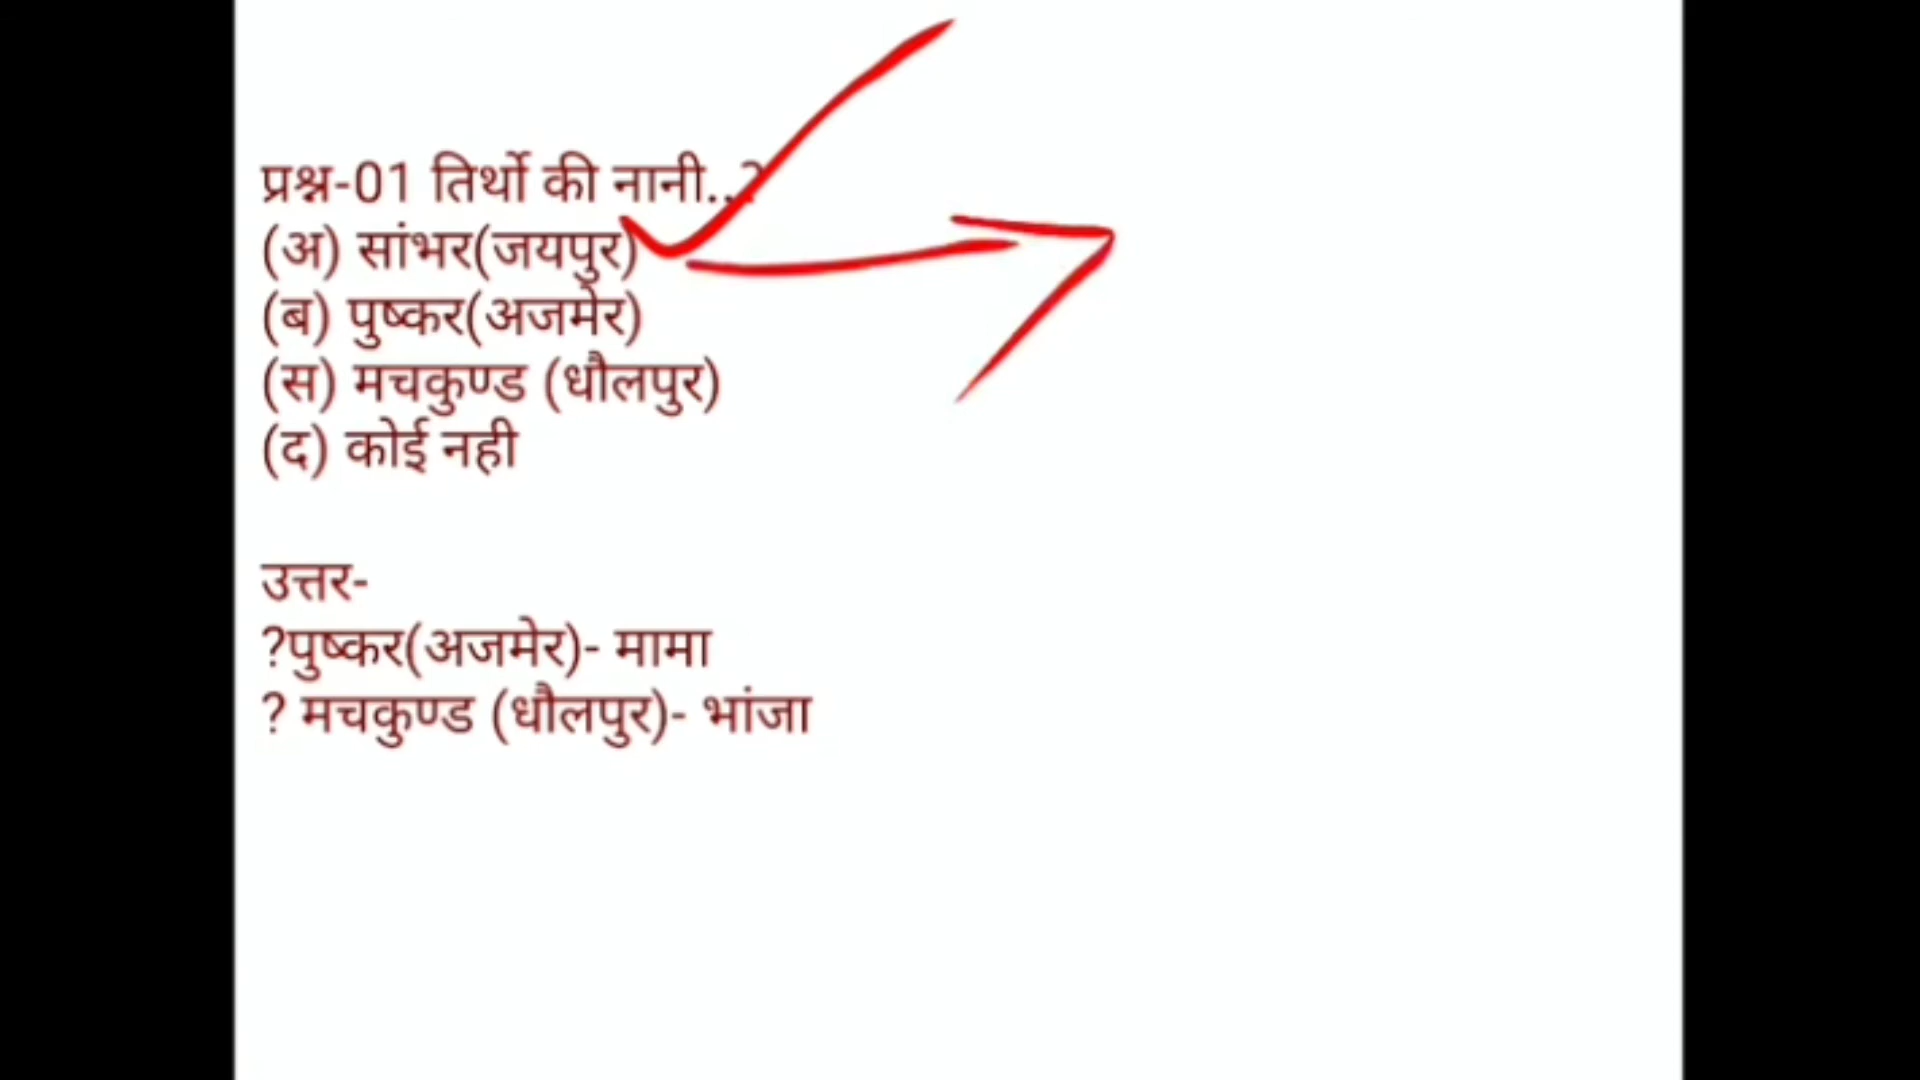 प्रश्न-01 तिर्थो की नानी..?
(अ) सांभर(जयपुर)
(ब) पुष्कर(अजमेर)
(स) मचकुण्ड (धौलपुर)
(द) कोई नही
उत्तर-
?पुष्कर(अजमेर)- मामा
? मचकुण्ड (धौलपुर)- भांजा